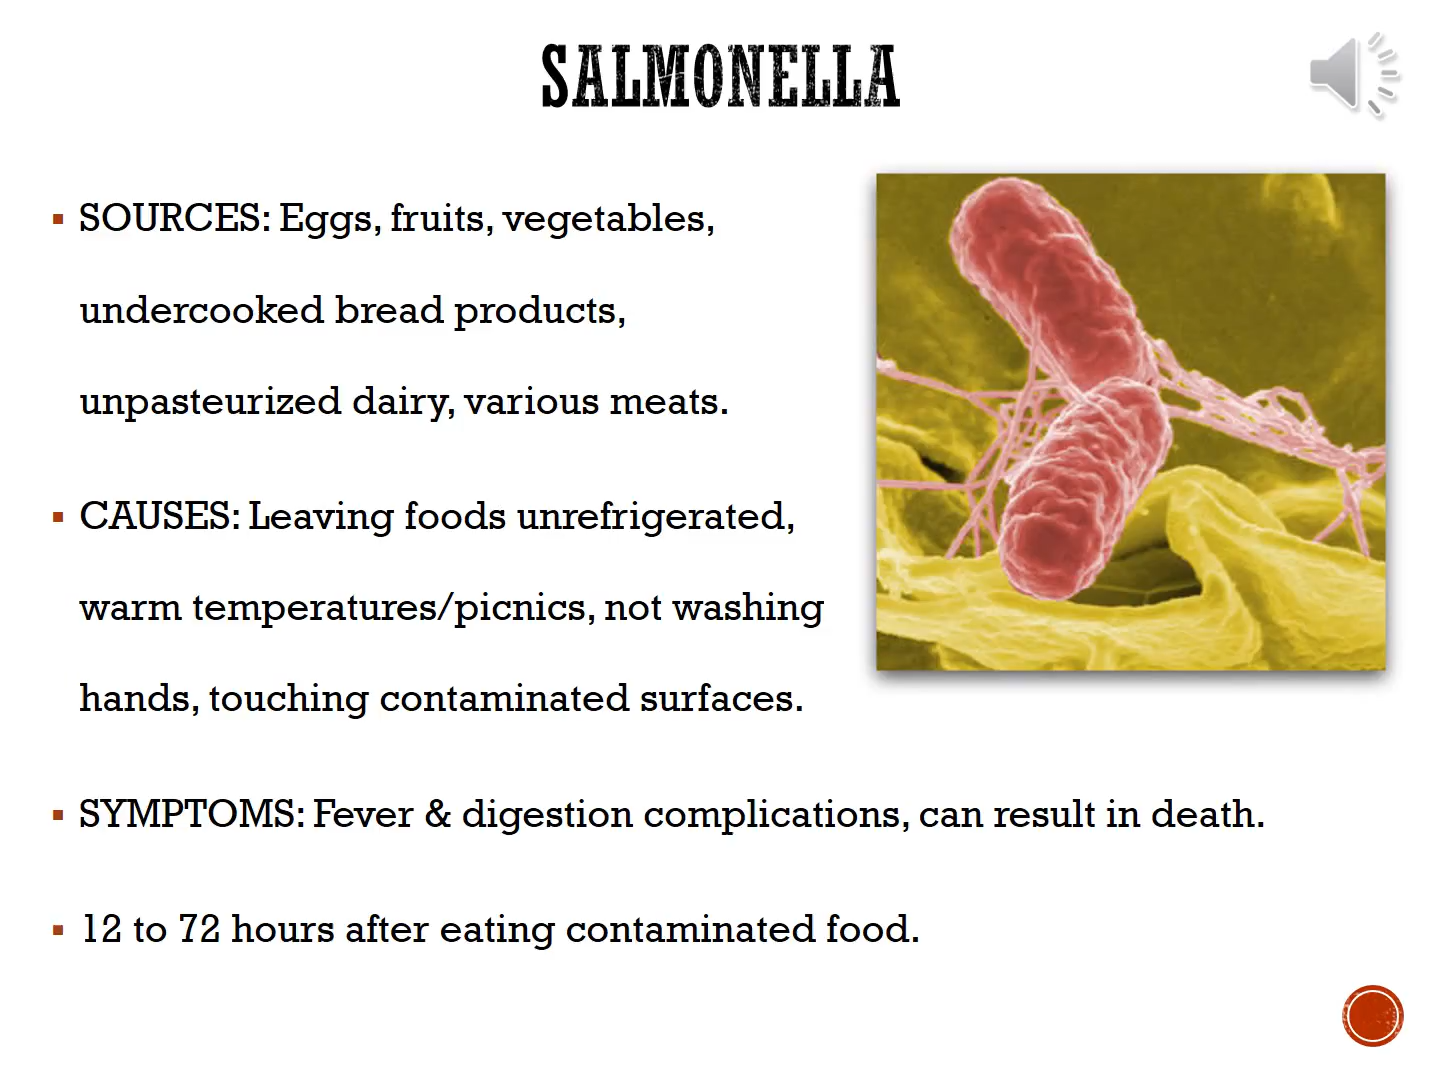 SALMONELLA
▪ SOURCES: Eggs, fruits, vegetables,
undercooked bread products,
unpasteurized dairy, various meats.
▪ CAUSES: Leaving foods unrefrigerated,
warm temperatures/picnics, not washing
hands, touching contaminated surfaces.
▪ SYMPTOMS: Fever & digestion complications, can result in death.
▪ 12 to 72 hours after eating contaminated food.